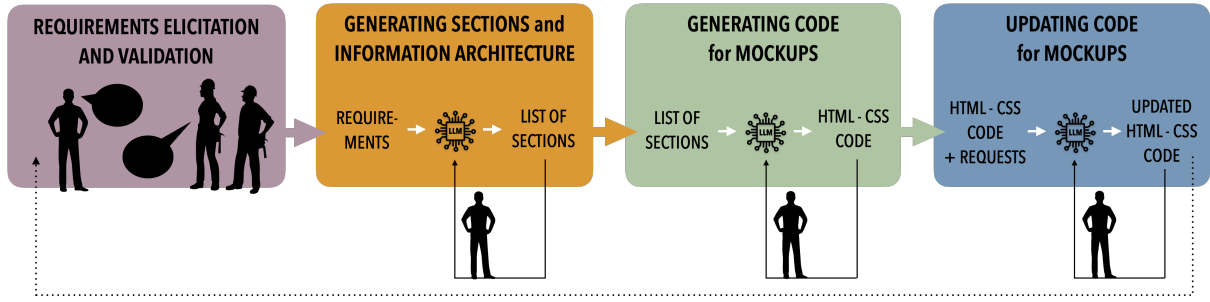 REQUIREMENTS ELICITATION
AND VALIDATION
GENERATING SECTIONS and
INFORMATION ARCHITECTURE
REQUIRE-
MENTS
LLM
LIST OF
SECTIONS
GENERATING CODE
for MOCKUPS
LIST OF
SECTIONS
LLM
HTML - CSS
CODE
UPDATING CODE
for MOCKUPS
HTML - CSS
CODE
+ REQUESTS
LLM
UPDATED
HTML - CSS
CODE